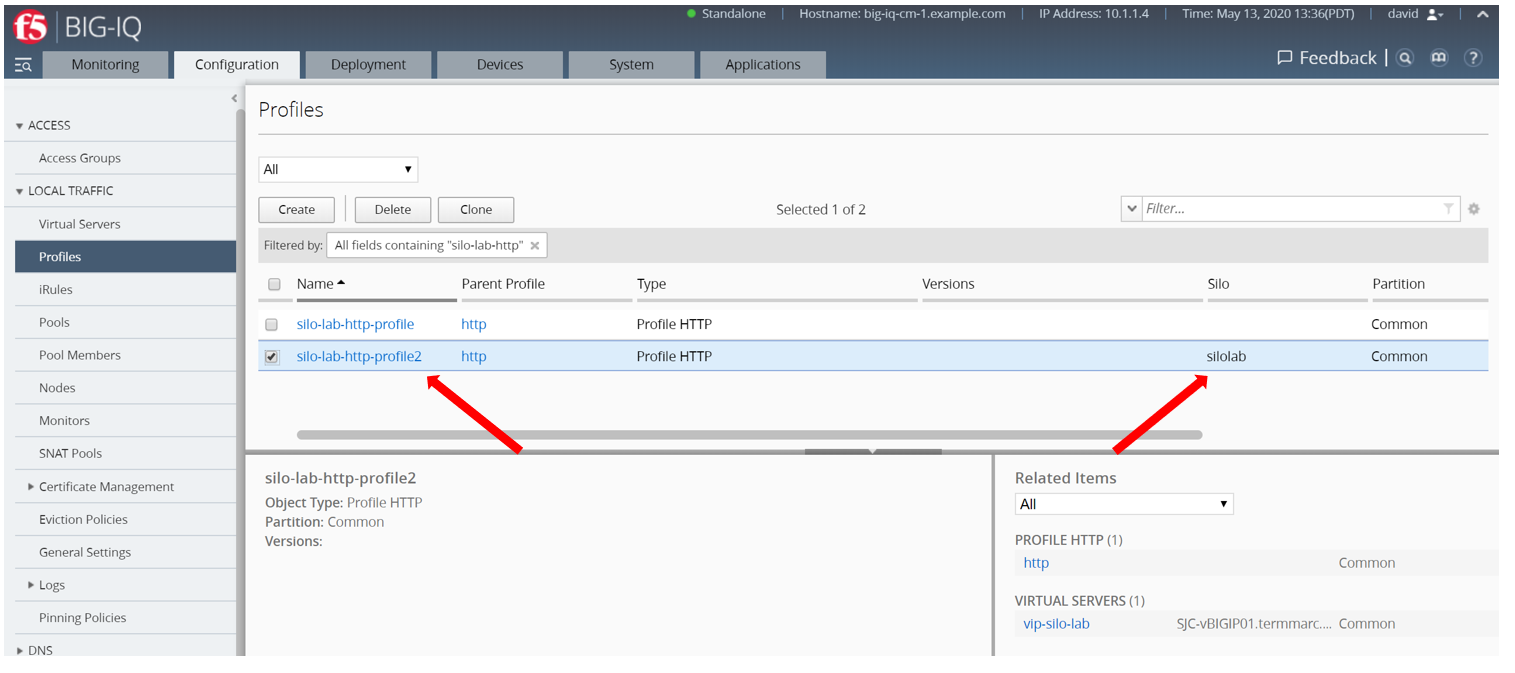 f5 BIG-IQ
Standalone | Hostname: big-iq-cm-1.example.com | IP Address: 10.1.1.4 | Time: May 13, 2020 13:36(PDT) | david
Monitoring Configuration Deployment Devices System Applications
Feedback | ?
ACCESS
Access Groups
LOCAL TRAFFIC
Virtual Servers
Profiles
iRules
Pools
Pool Members
Nodes
Monitors
SNAT Pools
Certificate Management
Eviction Policies
General Settings
Logs
Pinning Policies
DNS
Profiles
All
Create Delete Clone Selected 1 of 2 Filter...
Filtered by: All fields containing "silo-lab-http"
Name Parent Profile Type Versions Silo Partition
silo-lab-http-profile http Profile HTTP Common
silo-lab-http-profile2 http Profile HTTP silolab Common
silo-lab-http-profile2
Object Type: Profile HTTP
Partition: Common
Versions:
Related Items
All
PROFILE HTTP (1)
http Common
VIRTUAL SERVERS (1)
vip-silo-lab SJC-vBIGIP01.termmarc.... Common